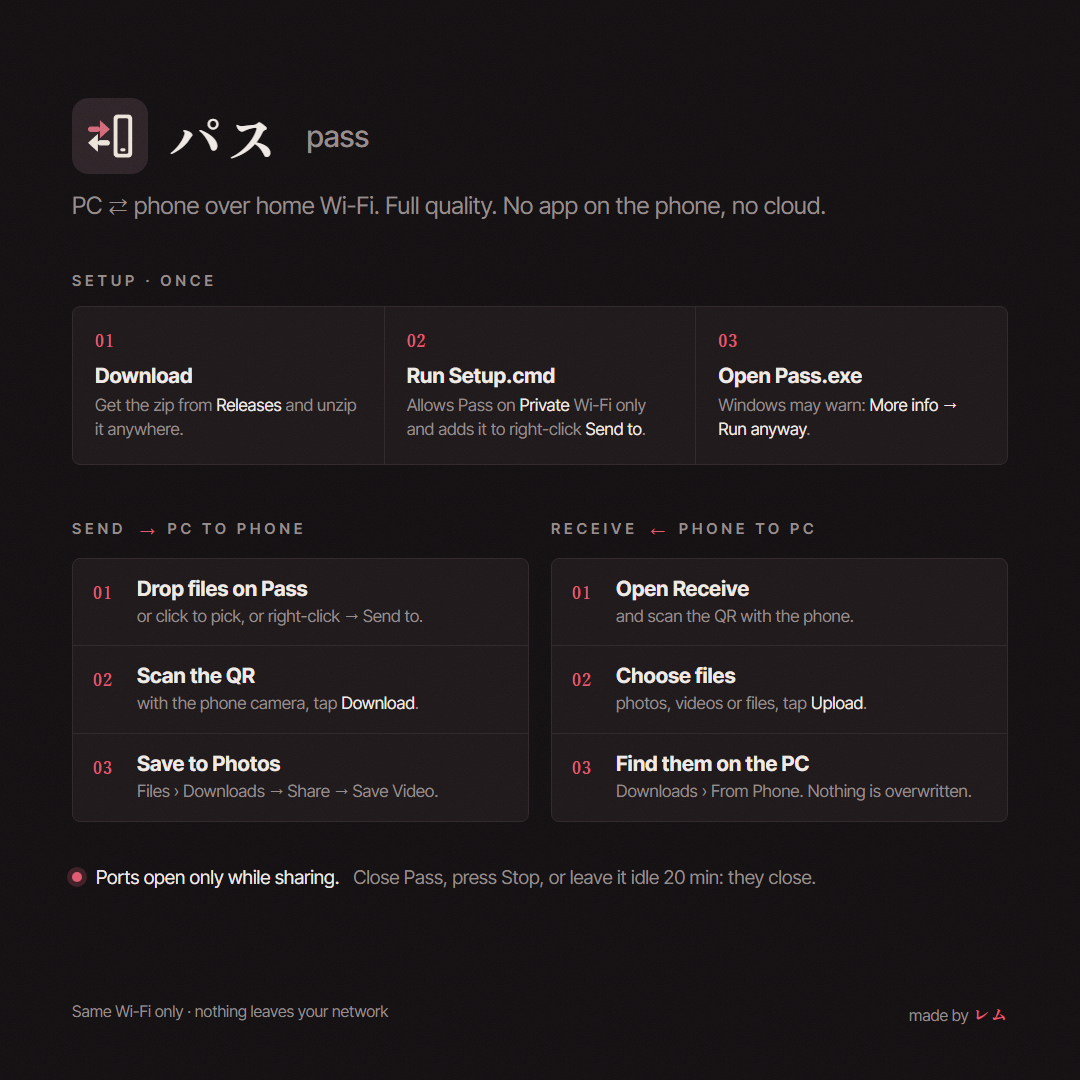 パス pass
PC ⇄ phone over home Wi-Fi. Full quality. No app on the phone, no cloud.
SETUP · ONCE
01
Download
Get the zip from Releases and unzip
it anywhere.
02
Run Setup.cmd
Allows Pass on Private Wi-Fi only
and adds it to right-click Send to.
03
Open Pass.exe
Windows may warn: More info →
Run anyway.
SEND → PC TO PHONE
01 Drop files on Pass
or click to pick, or right-click → Send to.
02 Scan the QR
with the phone camera, tap Download.
03 Save to Photos
Files › Downloads → Share → Save Video.
RECEIVE ← PHONE TO PC
01 Open Receive
and scan the QR with the phone.
02 Choose files
photos, videos or files, tap Upload.
03 Find them on the PC
Downloads › From Phone. Nothing is overwritten.
Ports open only while sharing. Close Pass, press Stop, or leave it idle 20 min: they close.
Same Wi-Fi only · nothing leaves your network
made by レム